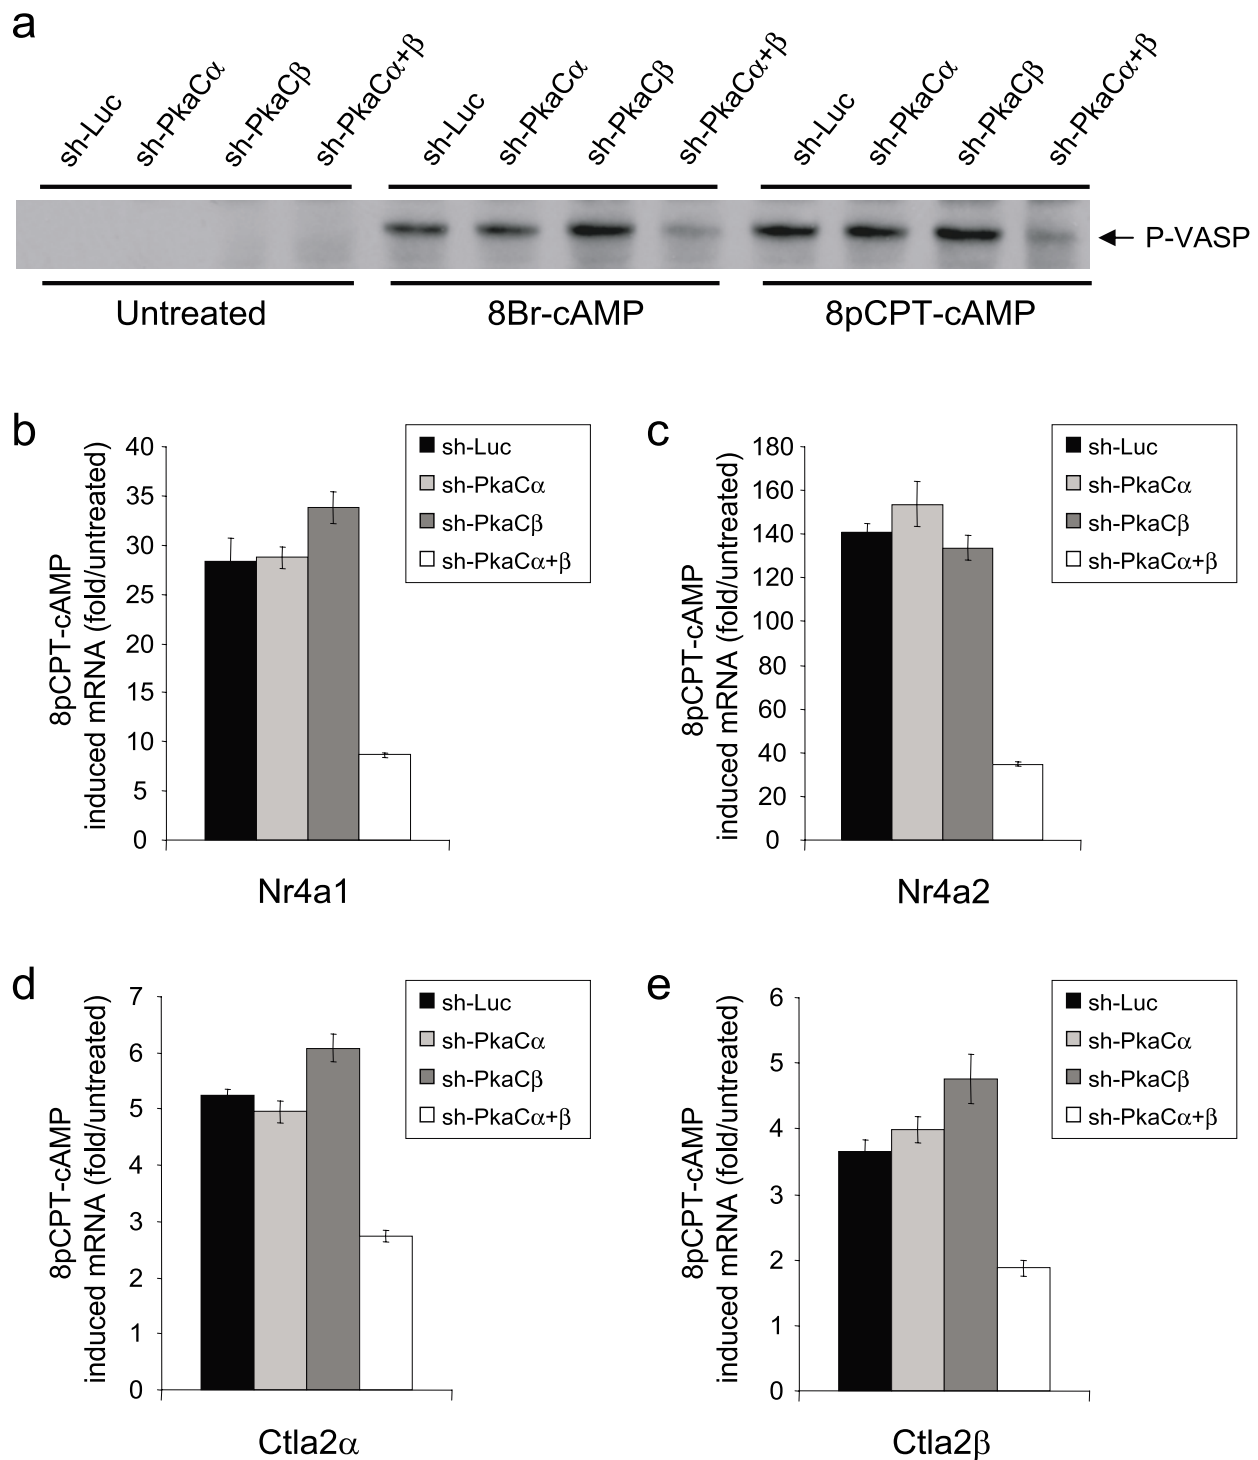 a
sh-Luc
sh-PkaCα
sh-PkaCβ
sh-PkaCα+β
sh-Luc
sh-PkaCα
sh-PkaCβ
sh-PkaCα+β
sh-Luc
sh-PkaCα
sh-PkaCβ
sh-PkaCα+β
P-VASP
Untreated
8Br-cAMP
8pCPT-cAMP
b
8pCPT-cAMP
induced mRNA (fold/untreated)
40
35
30
25
20
15
10
5
0
sh-Luc
sh-PkaCα
sh-PkaCβ
sh-PkaCα+β
Nr4a1
c
8pCPT-cAMP
induced mRNA (fold/untreated)
180
160
140
120
100
80
60
40
20
0
sh-Luc
sh-PkaCα
sh-PkaCβ
sh-PkaCα+β
Nr4a2
d
8pCPT-cAMP
induced mRNA (fold/untreated)
7
6
5
4
3
2
1
0
sh-Luc
sh-PkaCα
sh-PkaCβ
sh-PkaCα+β
Ctla2α
e
8pCPT-cAMP
induced mRNA (fold/untreated)
6
5
4
3
2
1
0
sh-Luc
sh-PkaCα
sh-PkaCβ
sh-PkaCα+β
Ctla2β